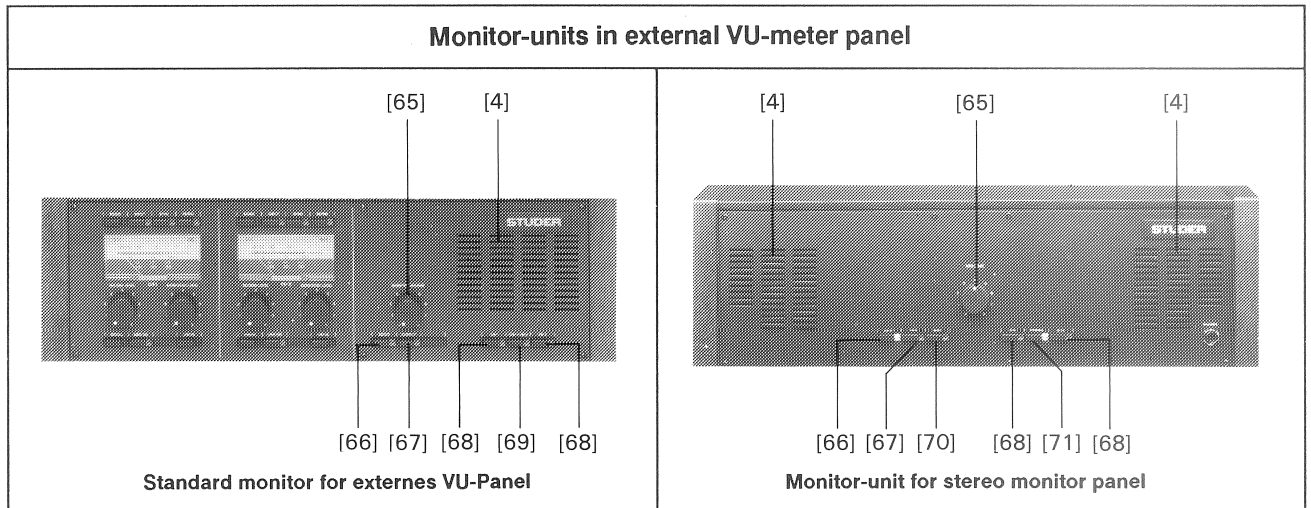 Monitor-units in external VU-meter panel
[65] [4]
STUDER
[66] [67] [68] [69] [68]
Standard monitor for externes VU-Panel
[4] [65] [4]
STUDER
[66] [67] [70] [68] [71] [68]
Monitor-unit for stereo monitor panel